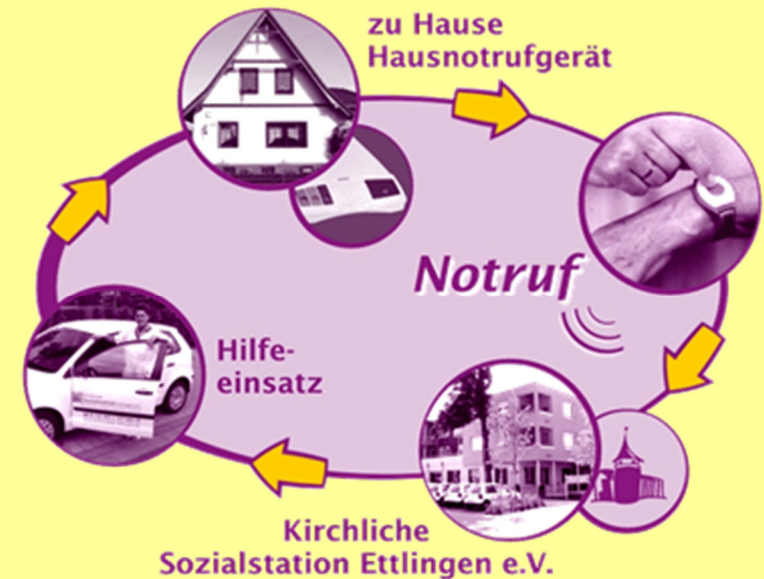 zu Hause
Hausnotrufgerät
Notruf
Hilfe-
einsatz
Kirchliche
Sozialstation Ettlingen e.V.